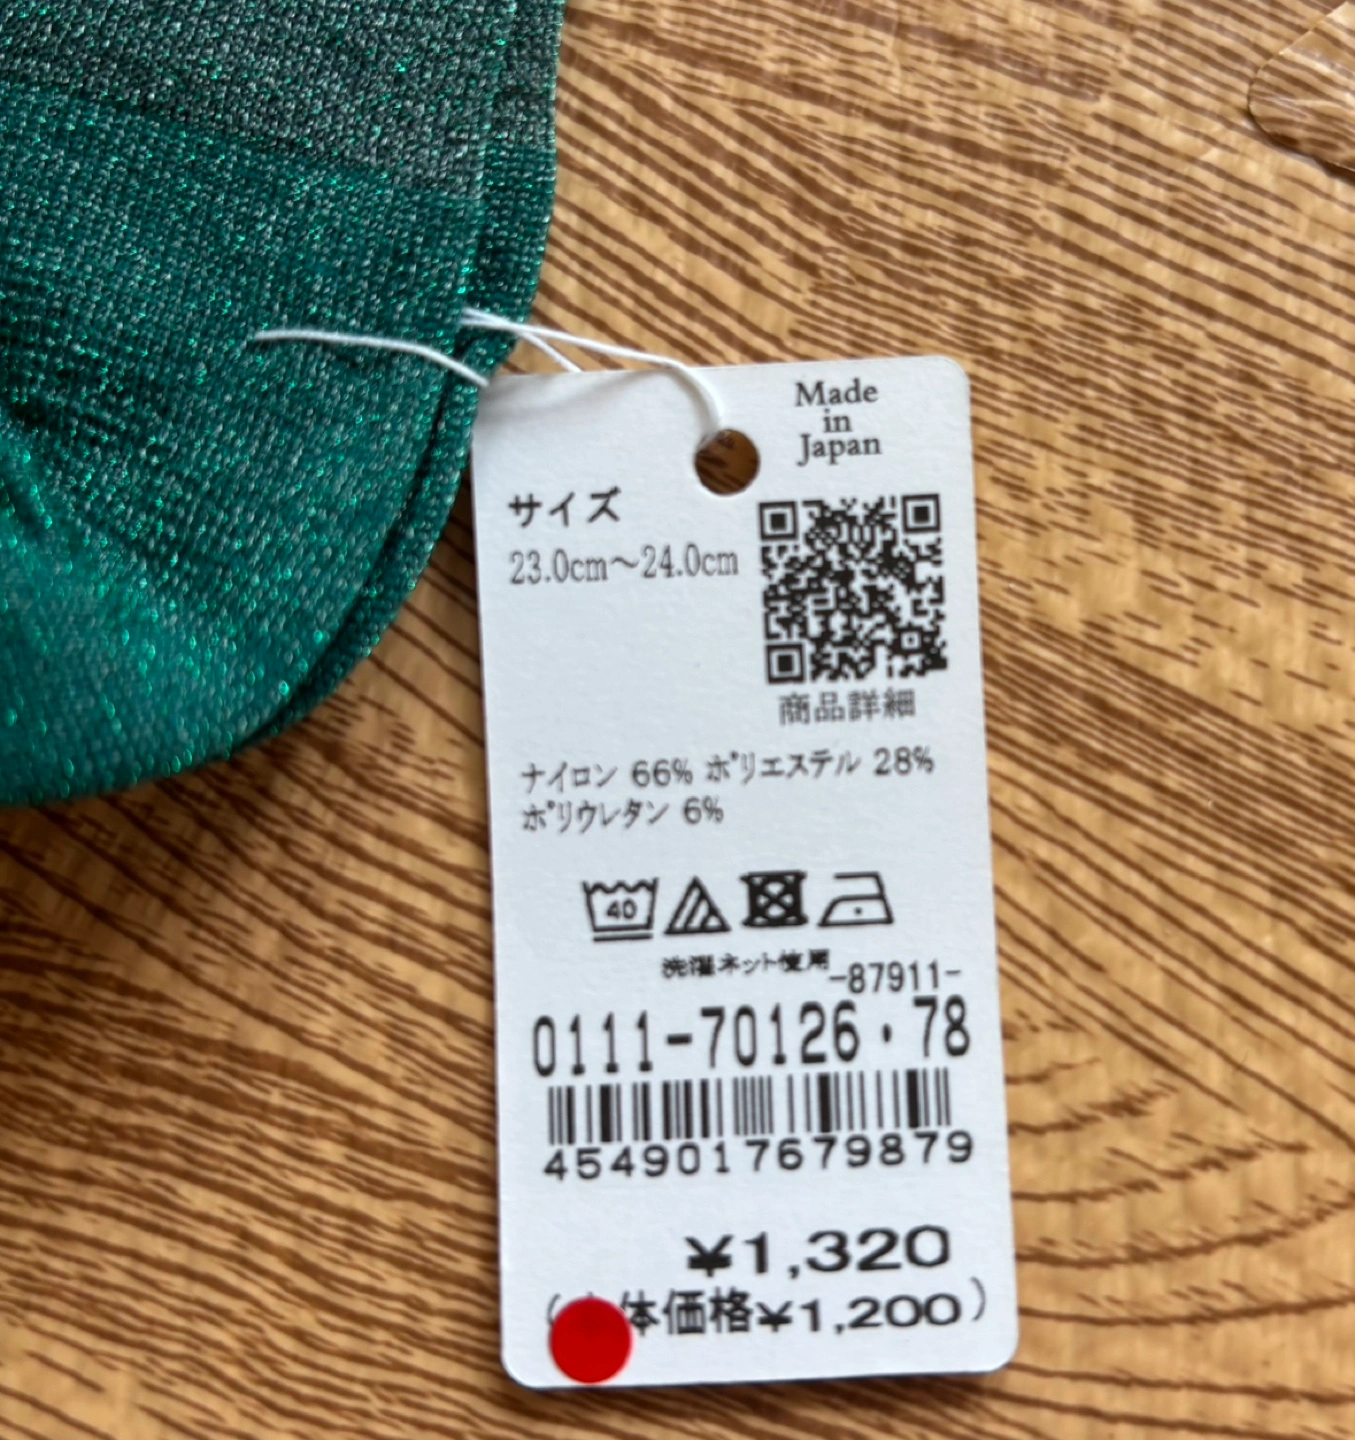 Made
in
Japan
サイズ
23.0cm～24.0cm
商品詳細
ナイロン 66% ポリエステル 28%
ポリウレタン 6%
40
洗濯ネット使用
-87911-
0111-70126・78
4549017679879
¥1,320
(体価格¥1,200)